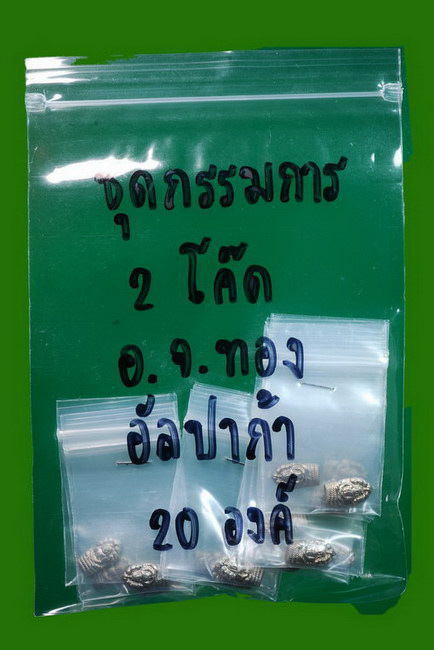 ชุดกรรมการ
2 โค๊ด
อ.จ.ทอง
อัลปาก้า
20 องค์